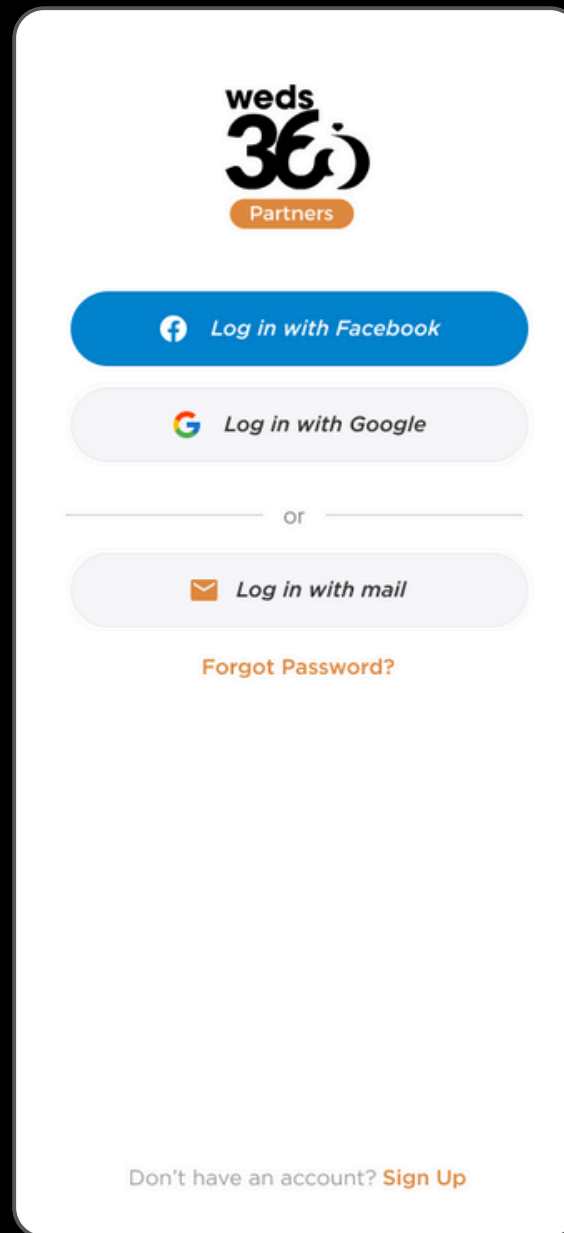 weds
360
Partners
Log in with Facebook
Log in with Google
or
Log in with mail
Forgot Password?
Don't have an account? Sign Up